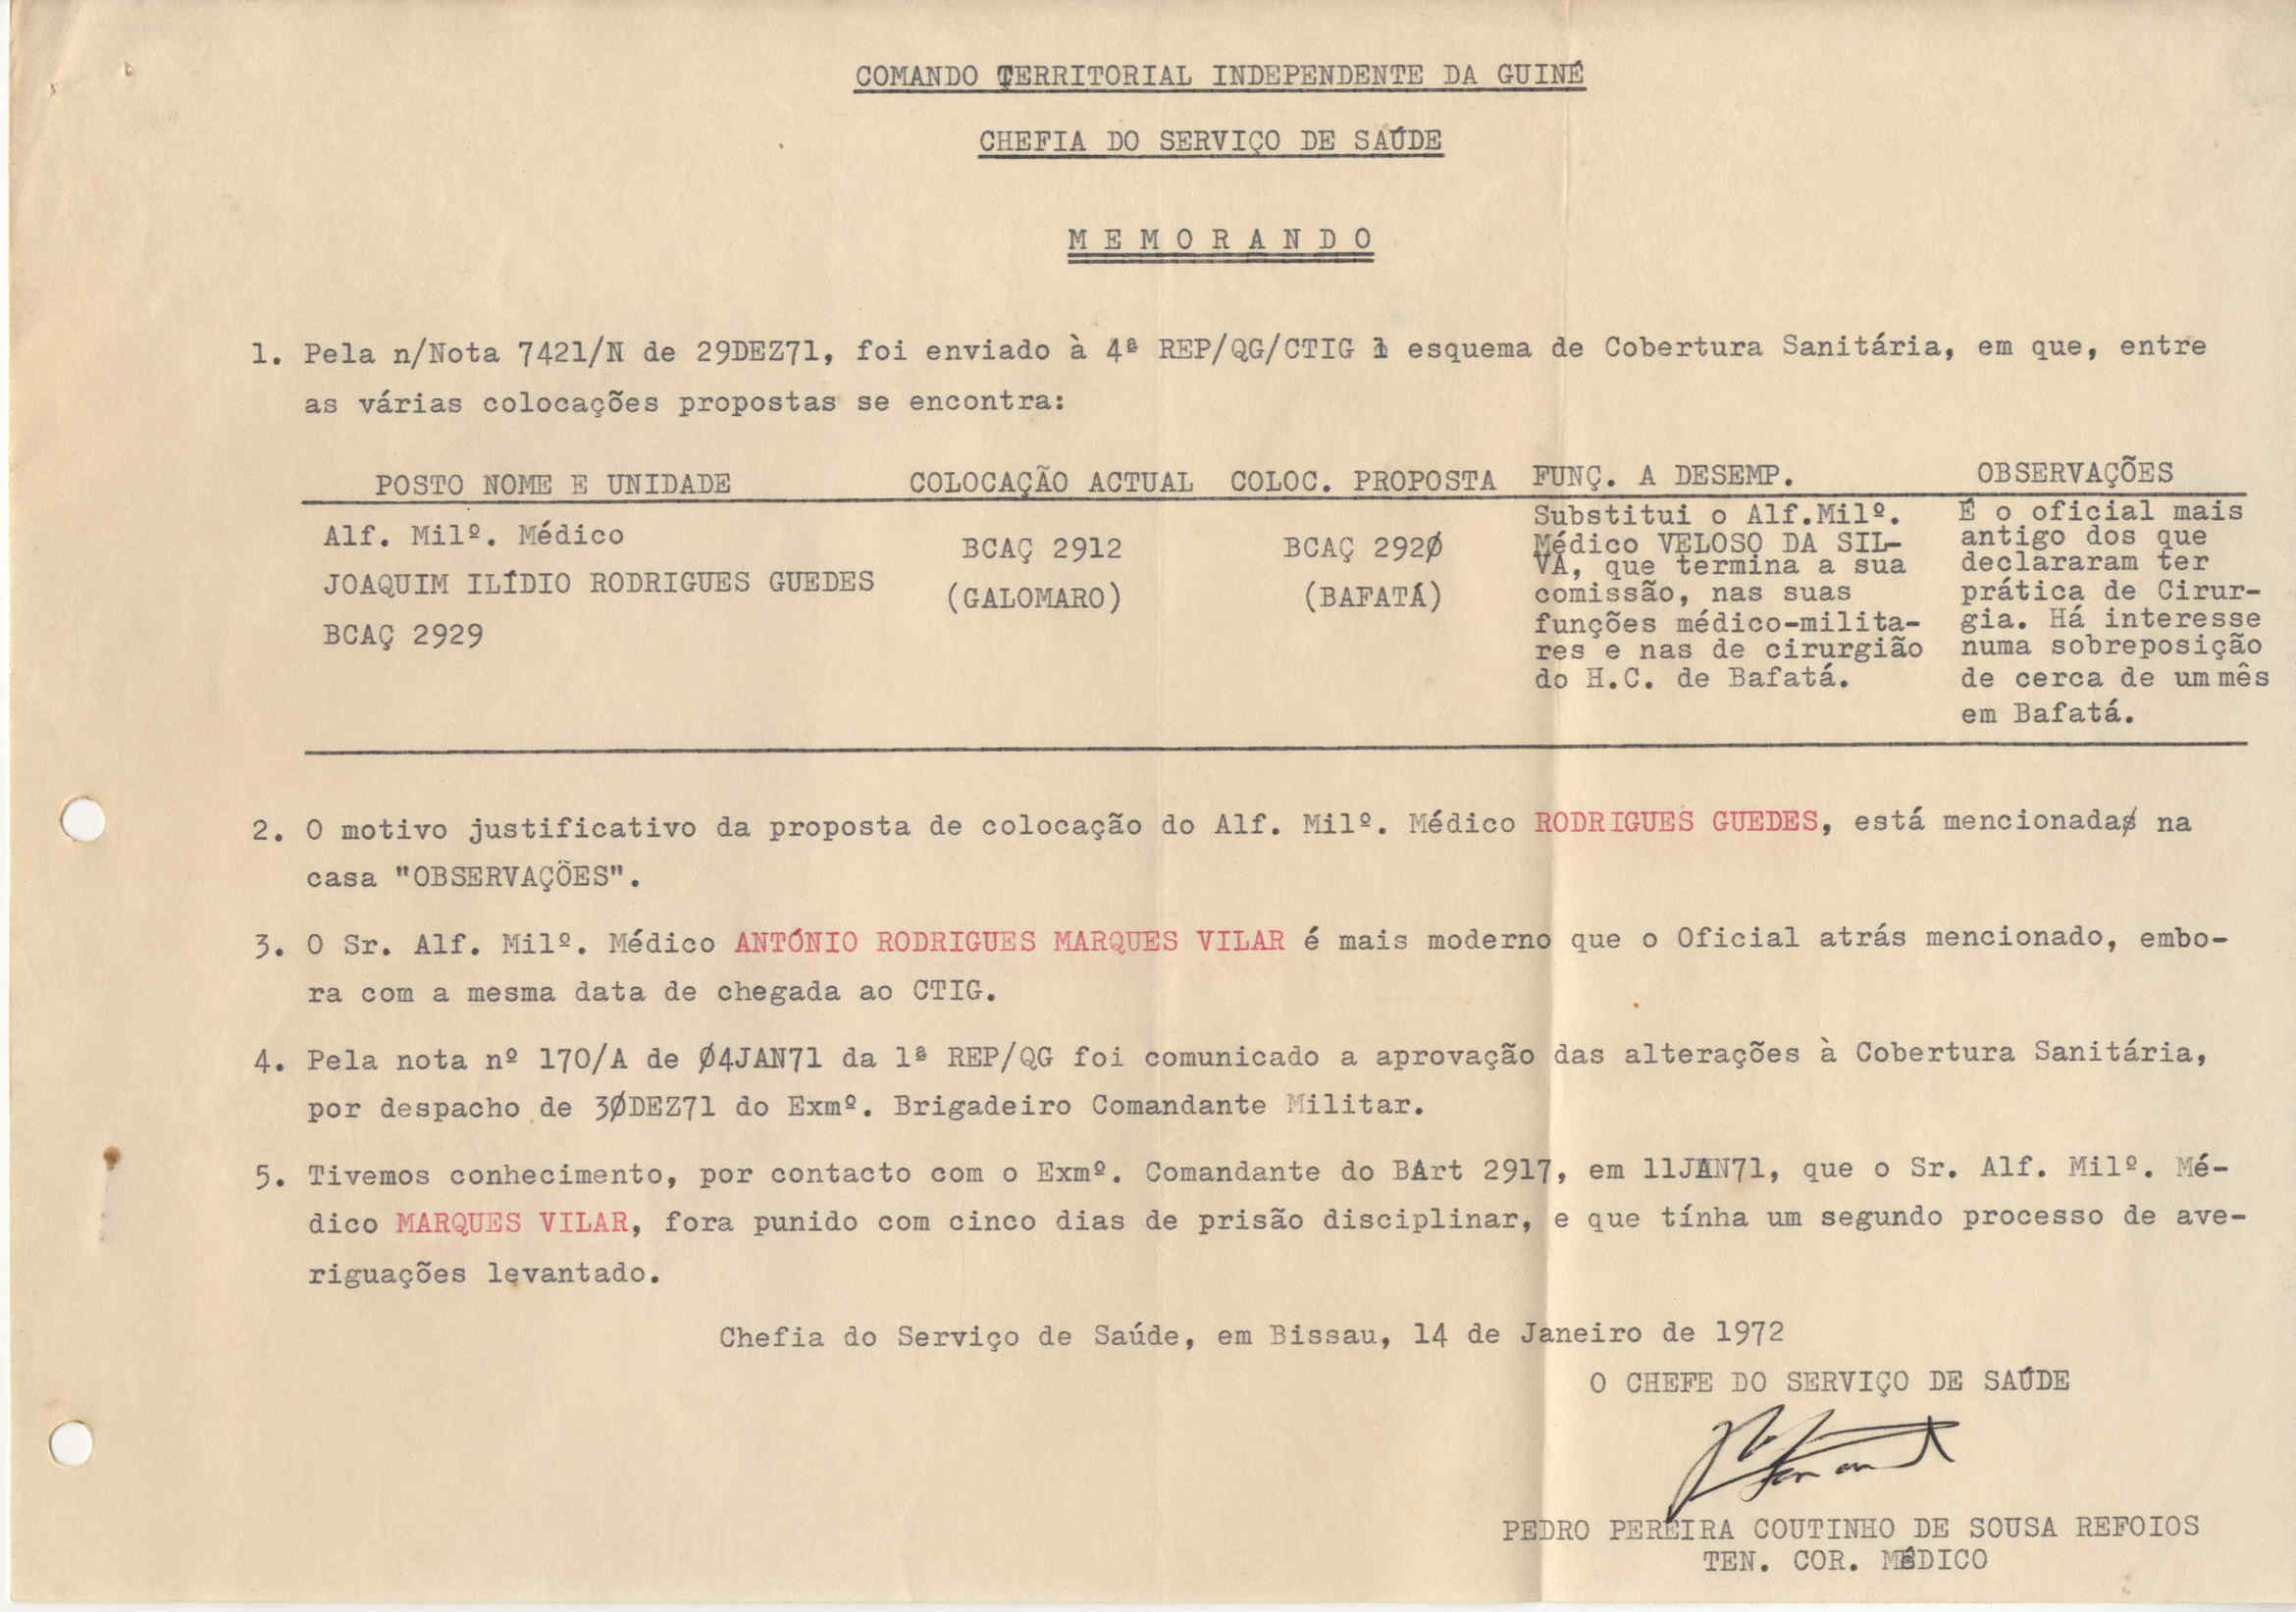 COMANDO TERRITORIAL INDEPENDENTE DA GUINÉ
CHEFIA DO SERVIÇO DE SAÚDE
M E M O R A N D O
1. Pela n/Nota 7421/N de 29DEZ71, foi enviado à 4ª REP/QG/CTIG 1 esquema de Cobertura Sanitária, em que, entre
as várias colocações propostas se encontra:
POSTO NOME E UNIDADE COLOCAÇÃO ACTUAL COLOC. PROPOSTA FUNÇ. A DESEMP. OBSERVAÇÕES
Alf. Milº. Médico
JOAQUIM ILÍDIO RODRIGUES GUEDES
BCAÇ 2929
BCAÇ 2912
(GALOMARO)
BCAÇ 292Ø
(BAFATÁ)
Substitui o Alf.Milº.
Médico VELOSO DA SIL-
VA, que termina a sua
comissão, nas suas
funções médico-milita-
res e nas de cirurgião
do H.C. de Bafatá.
É o oficial mais
antigo dos que
declararam ter
prática de Cirur-
gia. Há interesse
numa sobreposição
de cerca de um mês
em Bafatá.
2. O motivo justificativo da proposta de colocação do Alf. Milº. Médico RODRIGUES GUEDES, está mencionada na
casa "OBSERVAÇÕES".
3. O Sr. Alf. Milº. Médico ANTÓNIO RODRIGUES MARQUES VILAR é mais moderno que o Oficial atrás mencionado, embo-
ra com a mesma data de chegada ao CTIG.
4. Pela nota nº 170/A de Ø4JAN71 da 1ª REP/QG foi comunicado a aprovação das alterações à Cobertura Sanitária,
por despacho de 3ØDEZ71 do Exmº. Brigadeiro Comandante Militar.
5. Tivemos conhecimento, por contacto com o Exmº. Comandante do BArt 2917, em 11JAN71, que o Sr. Alf. Milº. Mé-
dico MARQUES VILAR, fora punido com cinco dias de prisão disciplinar, e que tínha um segundo processo de ave-
riguações levantado.
Chefia do Serviço de Saúde, em Bissau, 14 de Janeiro de 1972
O CHEFE DO SERVIÇO DE SAÚDE
PEDRO PEREIRA COUTINHO DE SOUSA REFOIOS
TEN. COR. MÉDICO